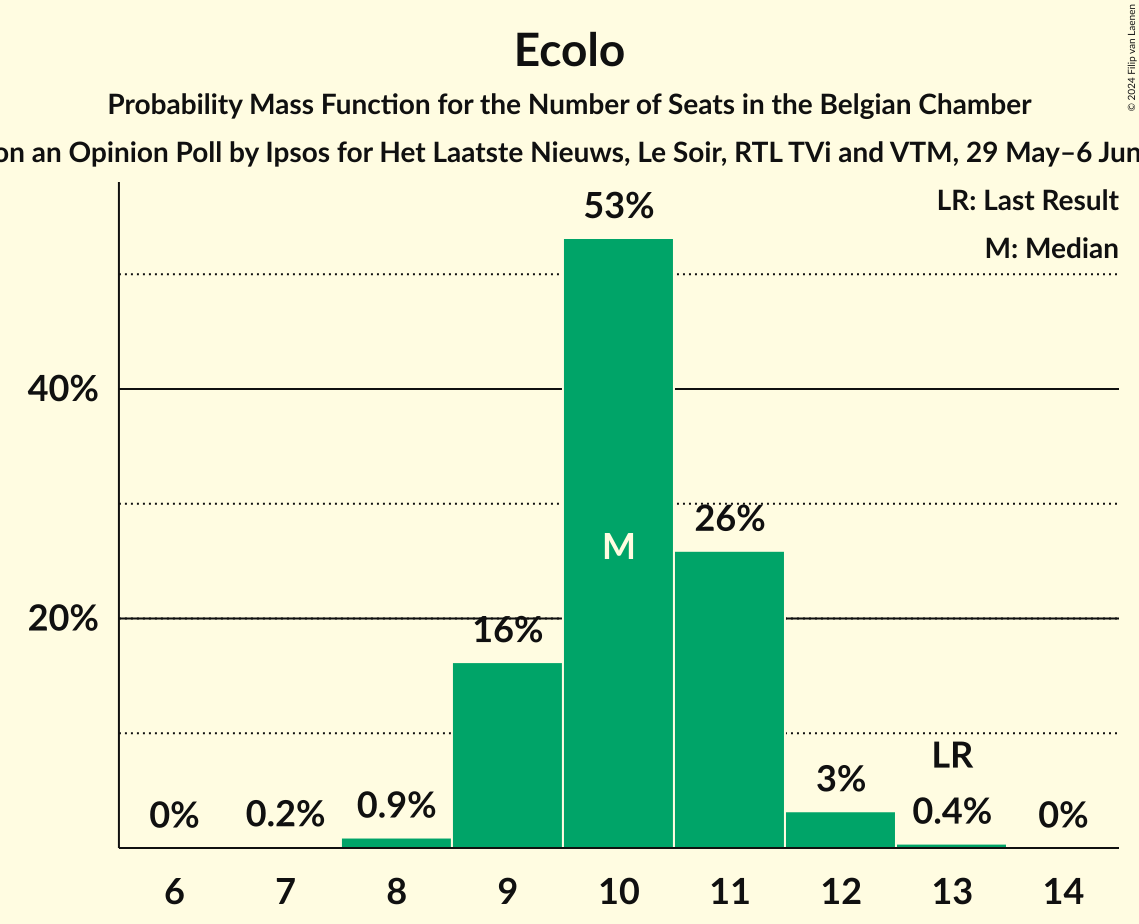 Ecolo
Probability Mass Function for the Number of Seats in the Belgian Chamber
on an Opinion Poll by Ipsos for Het Laatste Nieuws, Le Soir, RTL TVi and VTM, 29 May–6 Jun
© 2024 Filip van Laenen
LR: Last Result
M: Median
53%
40%
26%
M
20%
16%
LR
3%
0% 0.2% 0.9% 0.4% 0%
6 7 8 9 10 11 12 13 14